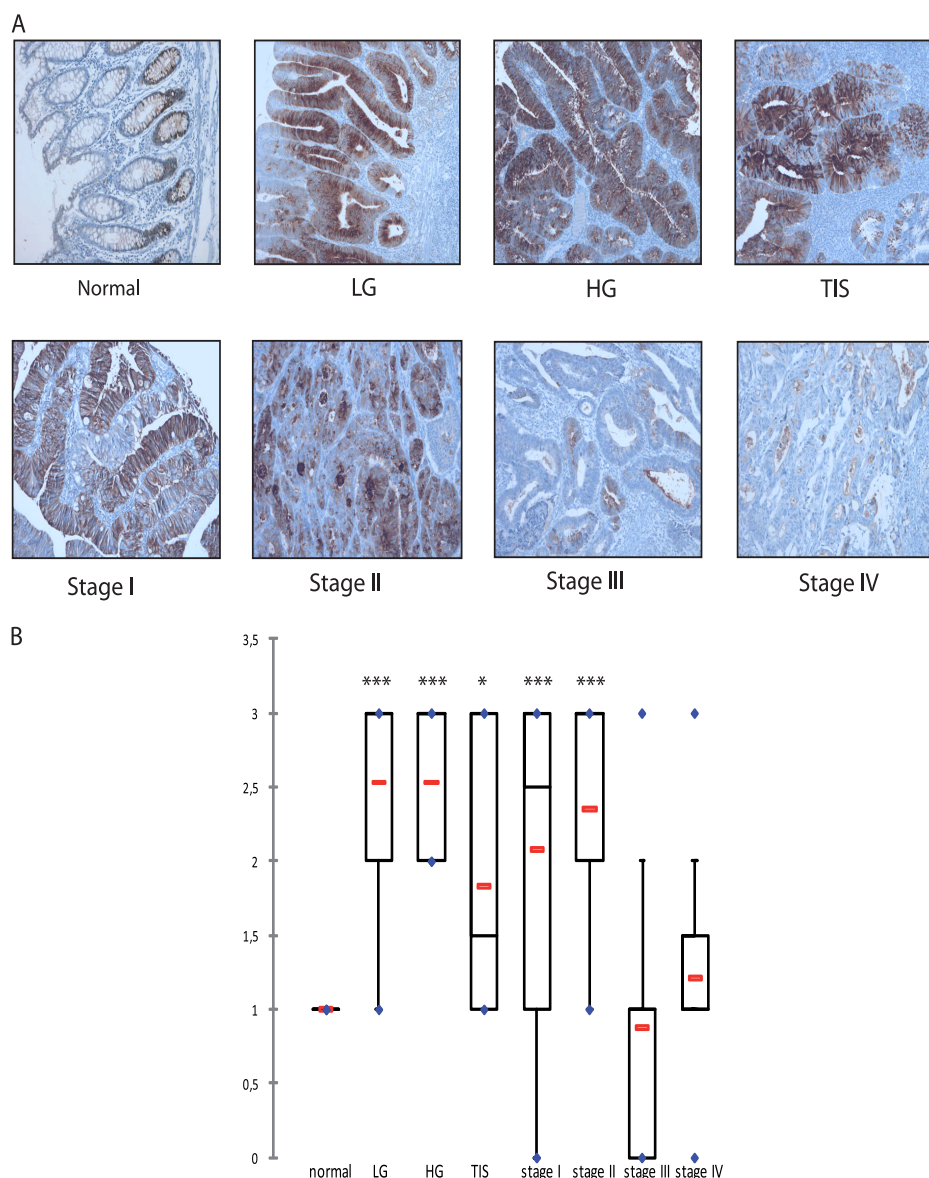 A
Normal LG HG TIS
Stage I Stage II Stage III Stage IV
B
3,5
*** *** * *** ***
3
2,5
2
1,5
1
0,5
0
normal LG HG TIS stage I stage II stage III stage IV